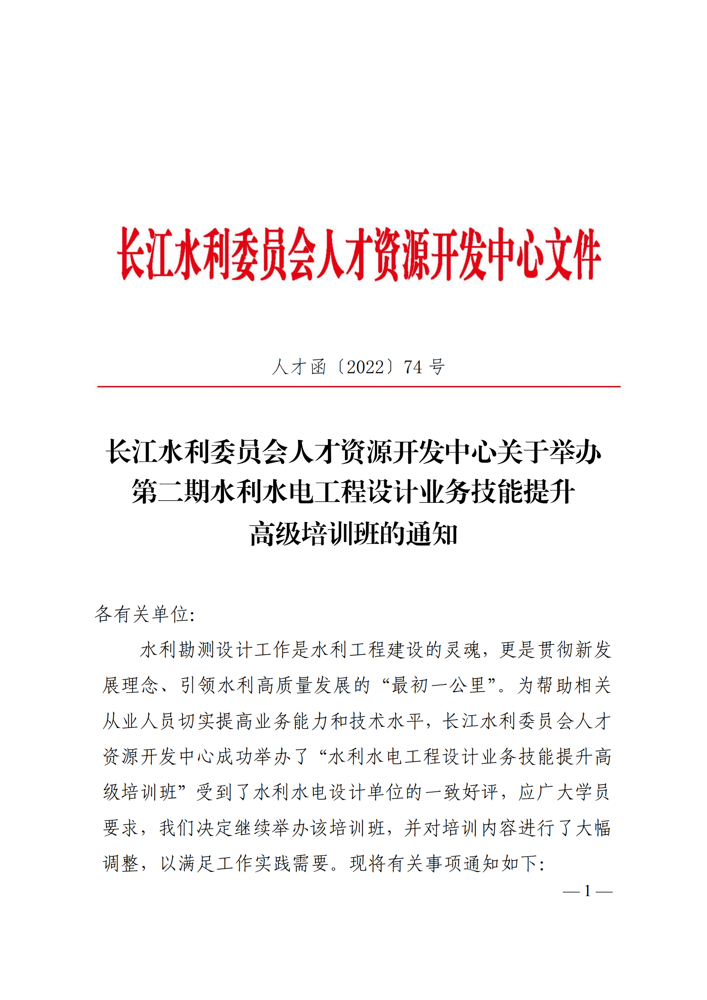 长江水利委员会人才资源开发中心文件
人才函〔2022〕74 号
长江水利委员会人才资源开发中心关于举办
第二期水利水电工程设计业务技能提升
高级培训班的通知
各有关单位:
水利勘测设计工作是水利工程建设的灵魂，更是贯彻新发
展理念、引领水利高质量发展的“最初一公里”。为帮助相关
从业人员切实提高业务能力和技术水平，长江水利委员会人才
资源开发中心成功举办了“水利水电工程设计业务技能提升高
级培训班”受到了水利水电设计单位的一致好评，应广大学员
要求，我们决定继续举办该培训班，并对培训内容进行了大幅
调整，以满足工作实践需要。现将有关事项通知如下:
— 1 —